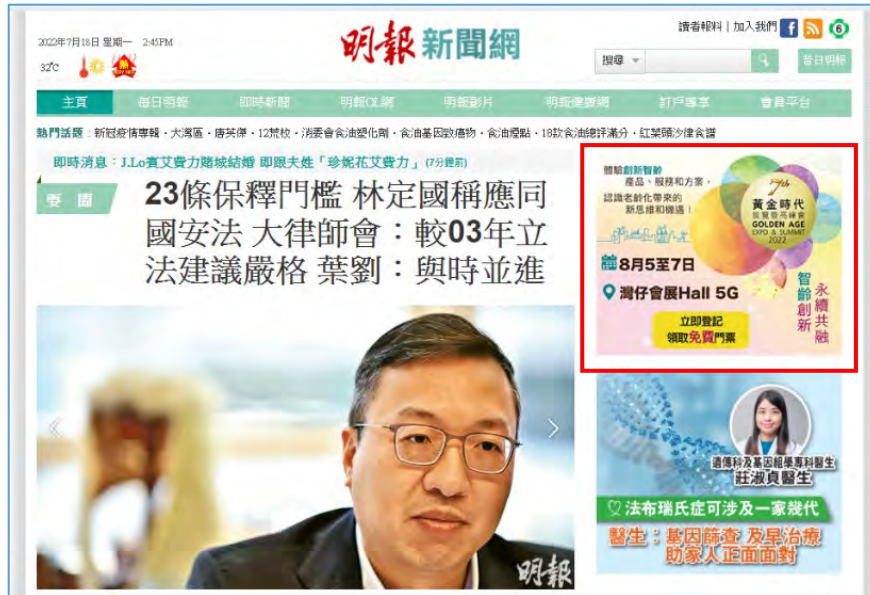 2022年7月18日 星期一 2:45PM
32℃
明報新聞網
讀者報料 | 加入我們
搜尋
昔日明報
主頁
每日明報
即時新聞
明報OL網
明報影片
明報健康網
訂戶專享
會員平台
熱門話題：新冠疫情專輯・大灣區・唐英傑・12荒枚・消委會食油塑化劑・食油基因致癌物・食油煙點・18款食油總評滿分・紅菜頭沙律食譜
即時消息：J.Lo賓艾費力賭城結婚 即跟夫姓「珍妮花艾費力」(7分鐘前)
要聞
23條保釋門檻 林定國稱應同
國安法 大律師會：較03年立
法建議嚴格 葉劉：與時並進
明報
體驗創新智齡
產品、服務和方案，
認識老齡化帶來的
新思維和機遇！
7th
黃金時代
展覽暨高峰會
GOLDEN AGE
EXPO & SUMMIT
2022
8月5至7日
灣仔會展Hall 5G
立即登記
領取免費門票
智齡創新
永續共融
遺傳科及基因組學專科醫生
莊淑貞醫生
法布瑞氏症可涉及一家幾代
醫生：基因篩查 及早治療
助家人正面面對